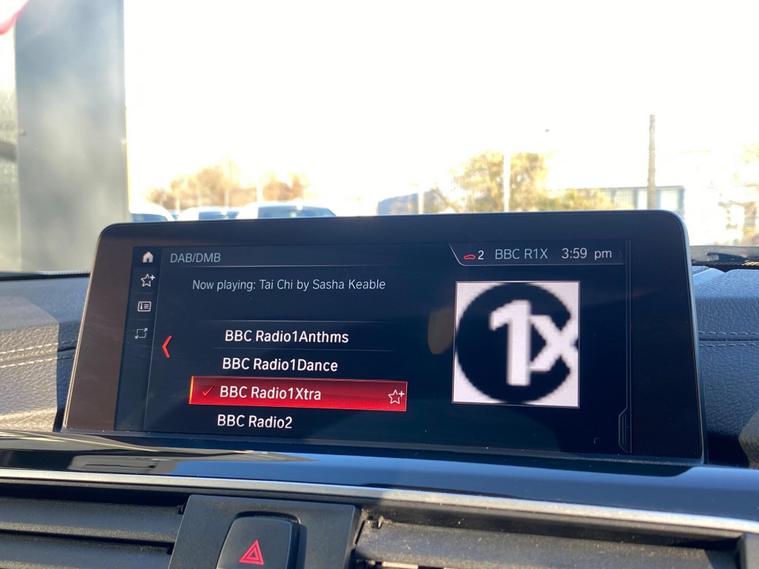 DAB/DMB
2 BBC R1X 3:59 pm
Now playing: Tai Chi by Sasha Keable
BBC Radio1Anthms
BBC Radio1Dance
BBC Radio1Xtra
BBC Radio2
1x